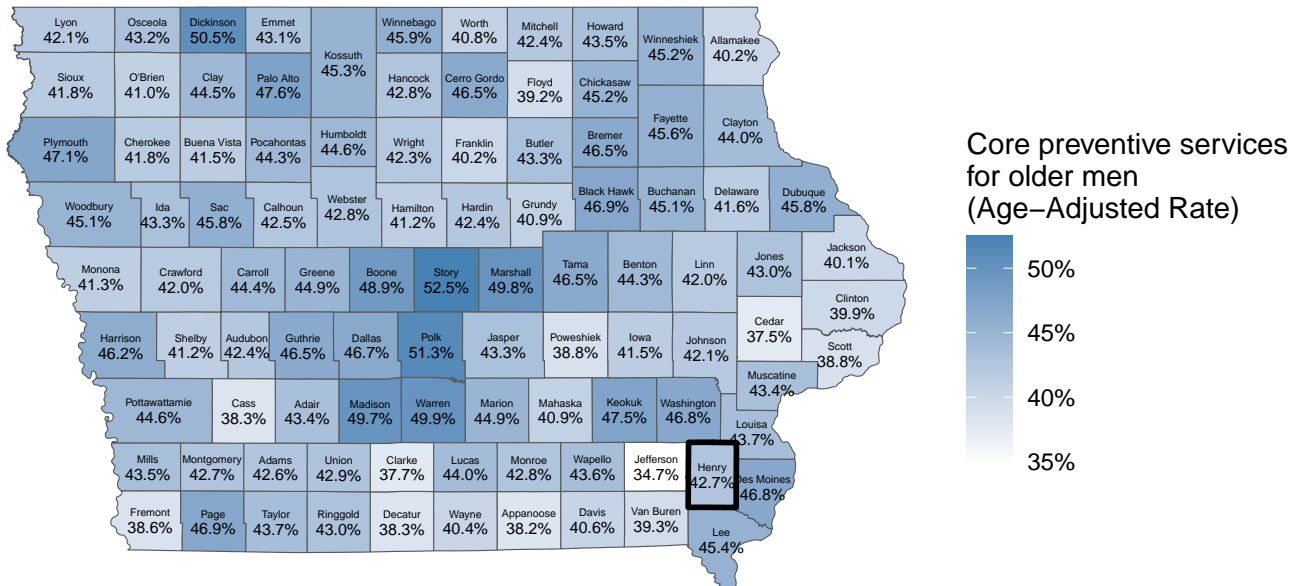 Lyon
42.1%
Osceola
43.2%
Dickinson
50.5%
Emmet
43.1%
Kossuth
45.3%
Winnebago
45.9%
Worth
40.8%
Mitchell
42.4%
Howard
43.5%
Winneshiek
45.2%
Allamakee
40.2%
Sioux
41.8%
O'Brien
41.0%
Clay
44.5%
Palo Alto
47.6%
Hancock
42.8%
Cerro Gordo
46.5%
Floyd
39.2%
Chickasaw
45.2%
Plymouth
47.1%
Cherokee
41.8%
Buena Vista
41.5%
Pocahontas
44.3%
Humboldt
44.6%
Wright
42.3%
Franklin
40.2%
Butler
43.3%
Bremer
46.5%
Fayette
45.6%
Clayton
44.0%
Woodbury
45.1%
Ida
43.3%
Sac
45.8%
Calhoun
42.5%
Webster
42.8%
Hamilton
41.2%
Hardin
42.4%
Grundy
40.9%
Black Hawk
46.9%
Buchanan
45.1%
Delaware
41.6%
Dubuque
45.8%
Monona
41.3%
Crawford
42.0%
Carroll
44.4%
Greene
44.9%
Boone
48.9%
Story
52.5%
Marshall
49.8%
Tama
46.5%
Benton
44.3%
Linn
42.0%
Jones
43.0%
Jackson
40.1%
Clinton
39.9%
Harrison
46.2%
Shelby
41.2%
Audubon
42.4%
Guthrie
46.5%
Dallas
46.7%
Polk
51.3%
Jasper
43.3%
Poweshiek
38.8%
Iowa
41.5%
Johnson
42.1%
Cedar
37.5%
Scott
38.8%
Muscatine
43.4%
Pottawattamie
44.6%
Cass
38.3%
Adair
43.4%
Madison
49.7%
Warren
49.9%
Marion
44.9%
Mahaska
40.9%
Keokuk
47.5%
Washington
46.8%
Louisa
43.7%
Mills
43.5%
Montgomery
42.7%
Adams
42.6%
Union
42.9%
Clarke
37.7%
Lucas
44.0%
Monroe
42.8%
Wapello
43.6%
Jefferson
34.7%
Henry
42.7%
Des Moines
46.8%
Fremont
38.6%
Page
46.9%
Taylor
43.7%
Ringgold
43.0%
Decatur
38.3%
Wayne
40.4%
Appanoose
38.2%
Davis
40.6%
Van Buren
39.3%
Lee
45.4%
Core preventive services
for older men
(Age−Adjusted Rate)
50%
45%
40%
35%